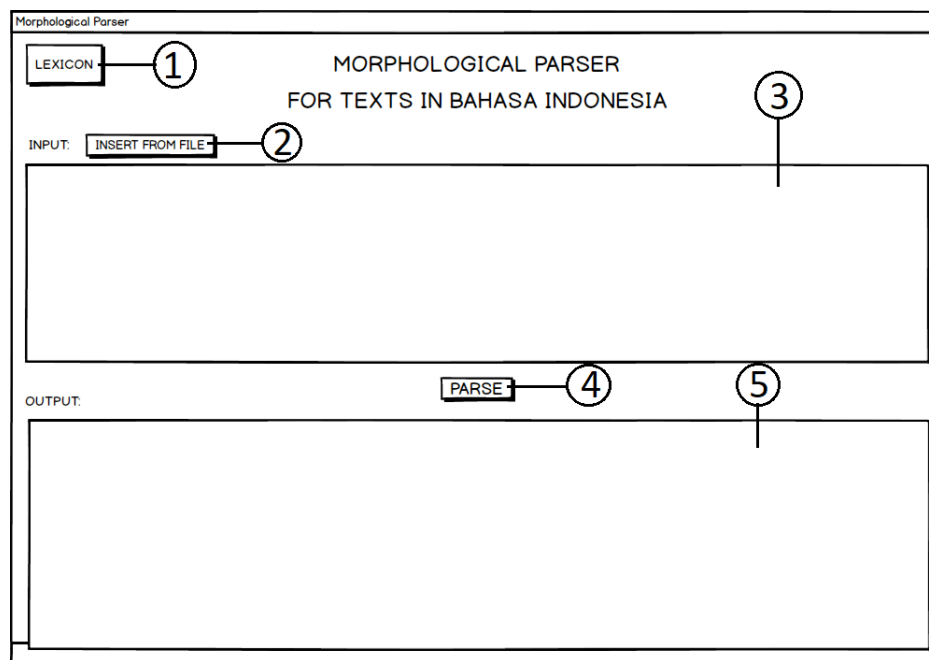 Morphological Parser
LEXICON 1
MORPHOLOGICAL PARSER
FOR TEXTS IN BAHASA INDONESIA
3
INPUT: INSERT FROM FILE 2
PARSE 4
5
OUTPUT: